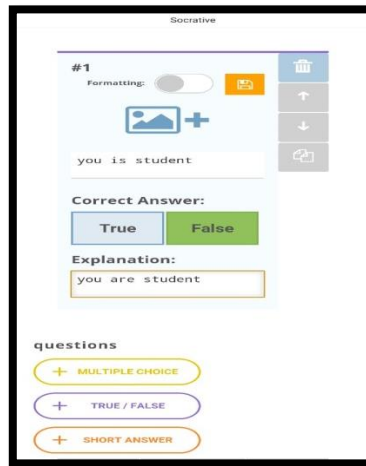 Socrative
#1
Formatting:
you is student
Correct Answer:
True False
Explanation:
you are student
questions
+ MULTIPLE CHOICE
+ TRUE / FALSE
+ SHORT ANSWER